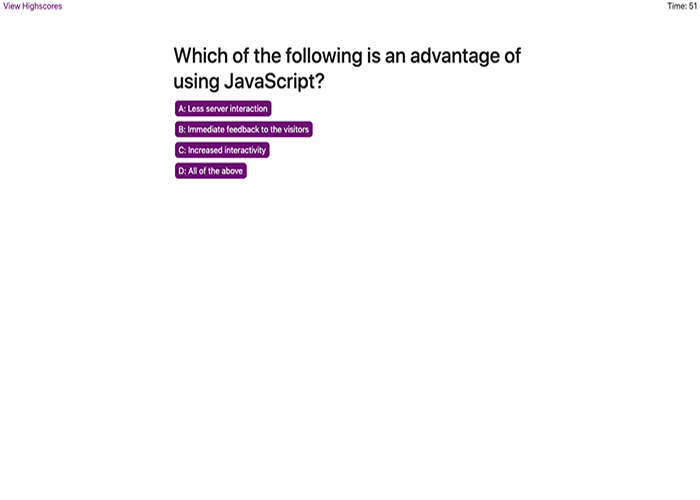 View Highscores
Time: 51
Which of the following is an advantage of
using JavaScript?
A: Less server interaction
B: Immediate feedback to the visitors
C: Increased interactivity
D: All of the above